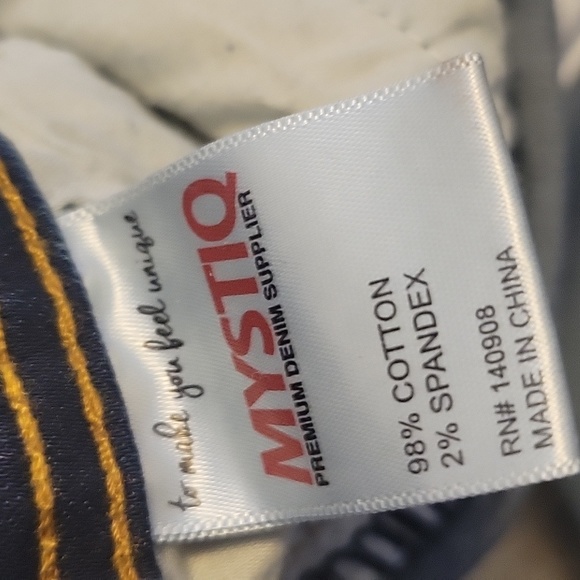 to make you feel unique
MYSTIQ
PREMIUM DENIM SUPPLIER
98% COTTON
2% SPANDEX
RN# 140908
MADE IN CHINA